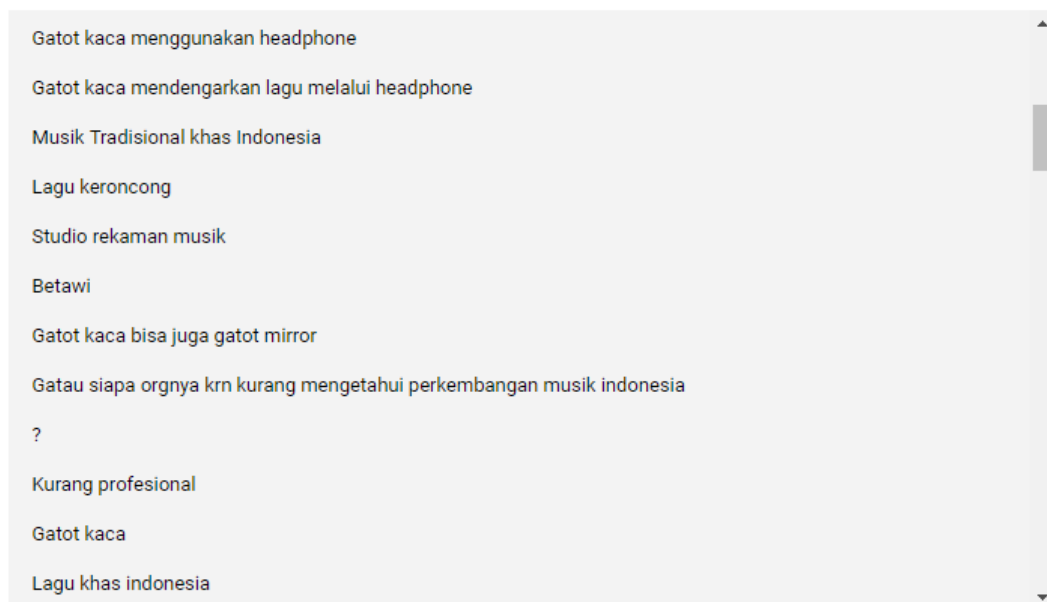 Gatot kaca menggunakan headphone
Gatot kaca mendengarkan lagu melalui headphone
Musik Tradisional khas Indonesia
Lagu keroncong
Studio rekaman musik
Betawi
Gatot kaca bisa juga gatot mirror
Gatau siapa orgnya krn kurang mengetahui perkembangan musik indonesia
?
Kurang profesional
Gatot kaca
Lagu khas indonesia